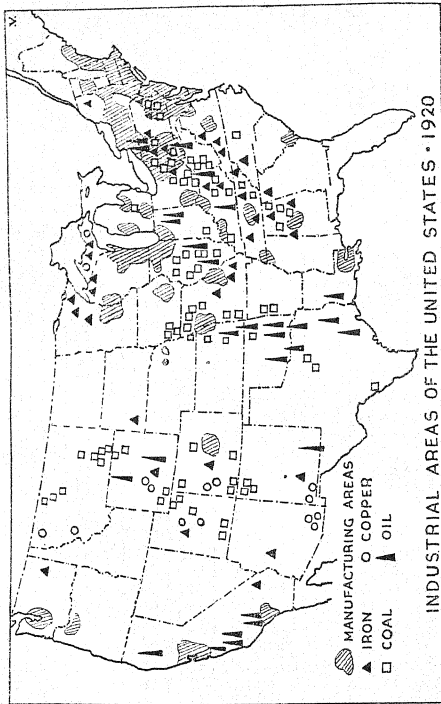 V.
MANUFACTURING AREAS
IRON COPPER
COAL OIL
INDUSTRIAL AREAS OF THE UNITED STATES • 1920